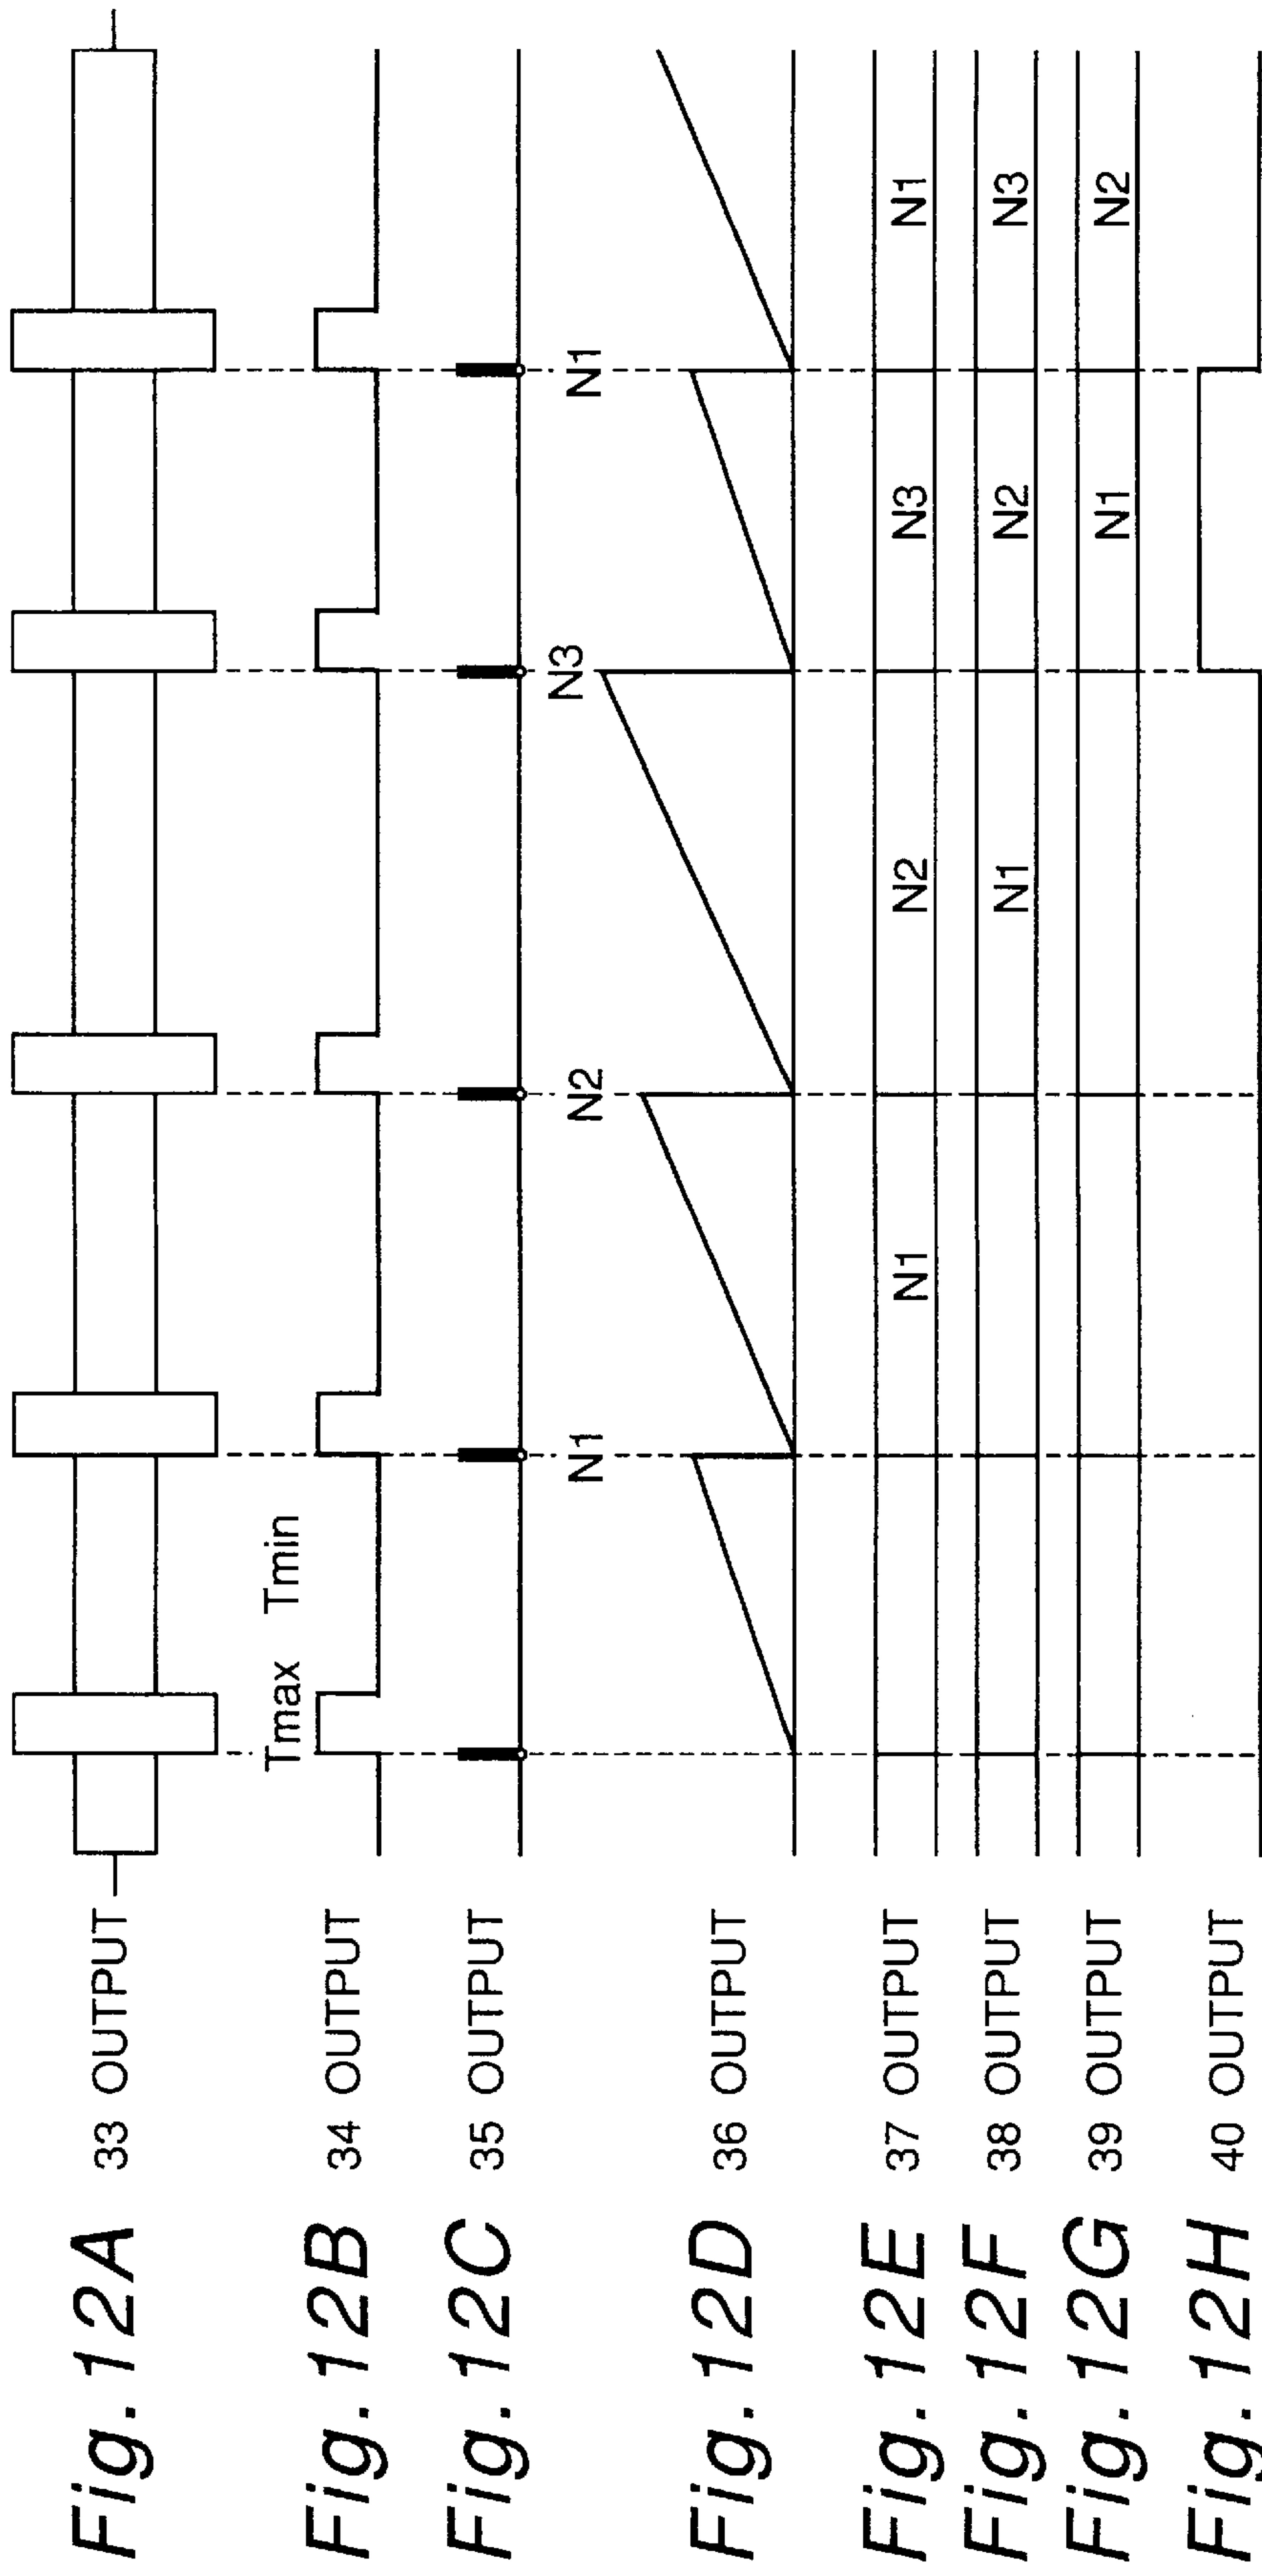 Fig.12A 33 OUTPUT
Tmax Tmin
Fig.12B 34 OUTPUT
Fig.12C 35 OUTPUT
N1 N2 N3 N1
Fig.12D 36 OUTPUT
Fig.12E 37 OUTPUT N1 N2 N3 N1
Fig.12F 38 OUTPUT N1 N2 N3
Fig.12G 39 OUTPUT N1 N2
Fig.12H 40 OUTPUT